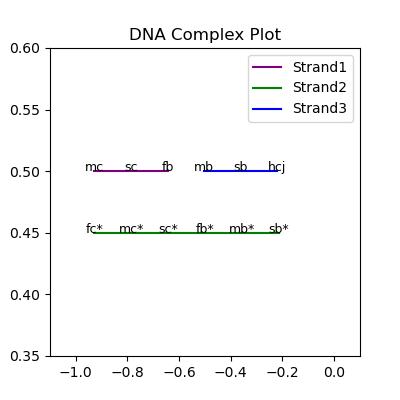 DNA Complex Plot
0.60
Strand1
Strand2
Strand3
0.55
0.50
mc sc fb mb sb hcj
0.45
fc* mc* sc* fb* mb* sb*
0.40
0.35
−1.0 −0.8 −0.6 −0.4 −0.2 0.0